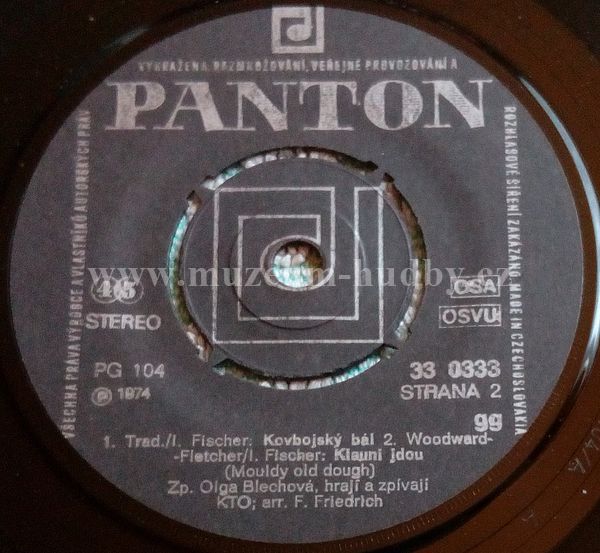 VYHRAŽENA. ROZMNOŽOVÁNÍ, VEŘEJNÉ PROVOZOVÁNÍ A
PANTON
VŠECHNA PRÁVA VÝROBCE A VLASTNÍKŮ AUTORSKÝCH PRÁV
ROZHLASOVÉ ŠÍŘENÍ ZAKÁZÁNO. MADE IN CZECHOSLOVAKIA
www.muzeum-hudby.cz
45
STEREO
OSA
OSVU
PG 104
Ⓟ 1974
33 0333
STRANA 2
99
1. Trad./I. Fischer: Kovbojský bál 2. Woodward-
-Fletcher/I. Fischer: Klauni jdou
(Mouldy old dough)
Zp. Olga Blechová, hrají a zpívají
KTO; arr. F. Friedrich